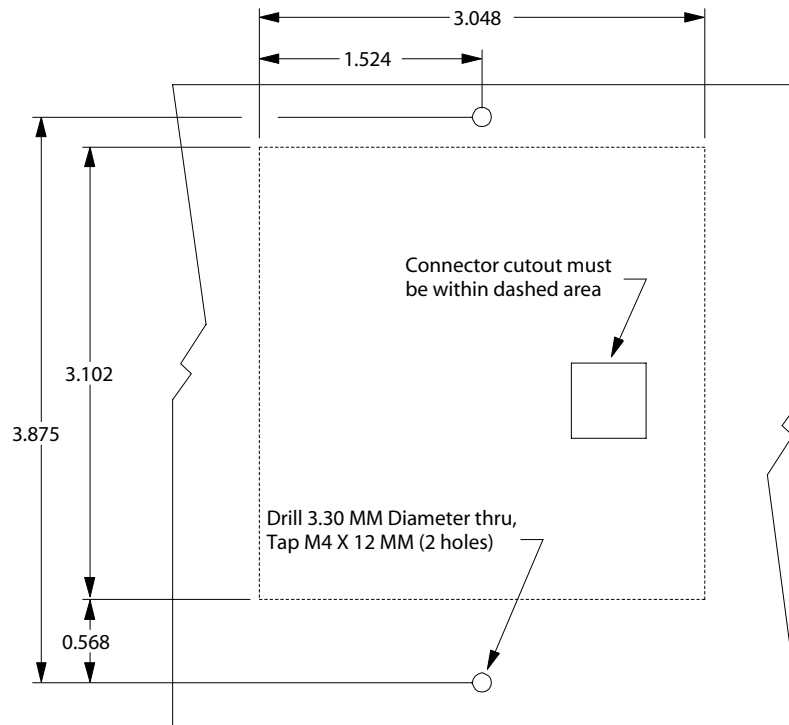 3.048
1.524
Connector cutout must
be within dashed area
3.102
3.875
Drill 3.30 MM Diameter thru,
Tap M4 X 12 MM (2 holes)
0.568